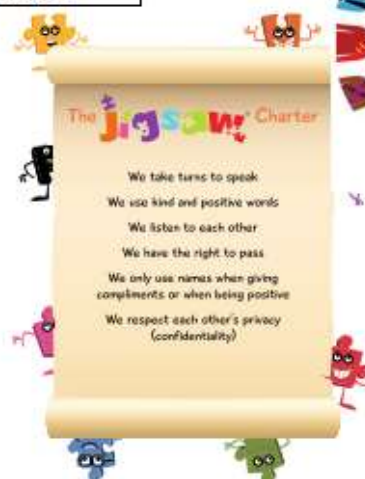 The jigsaw Charter
We take turns to speak
We use kind and positive words
We listen to each other
We have the right to pass
We only use names when giving
compliments or when being positive
We respect each other's privacy
(confidentiality)